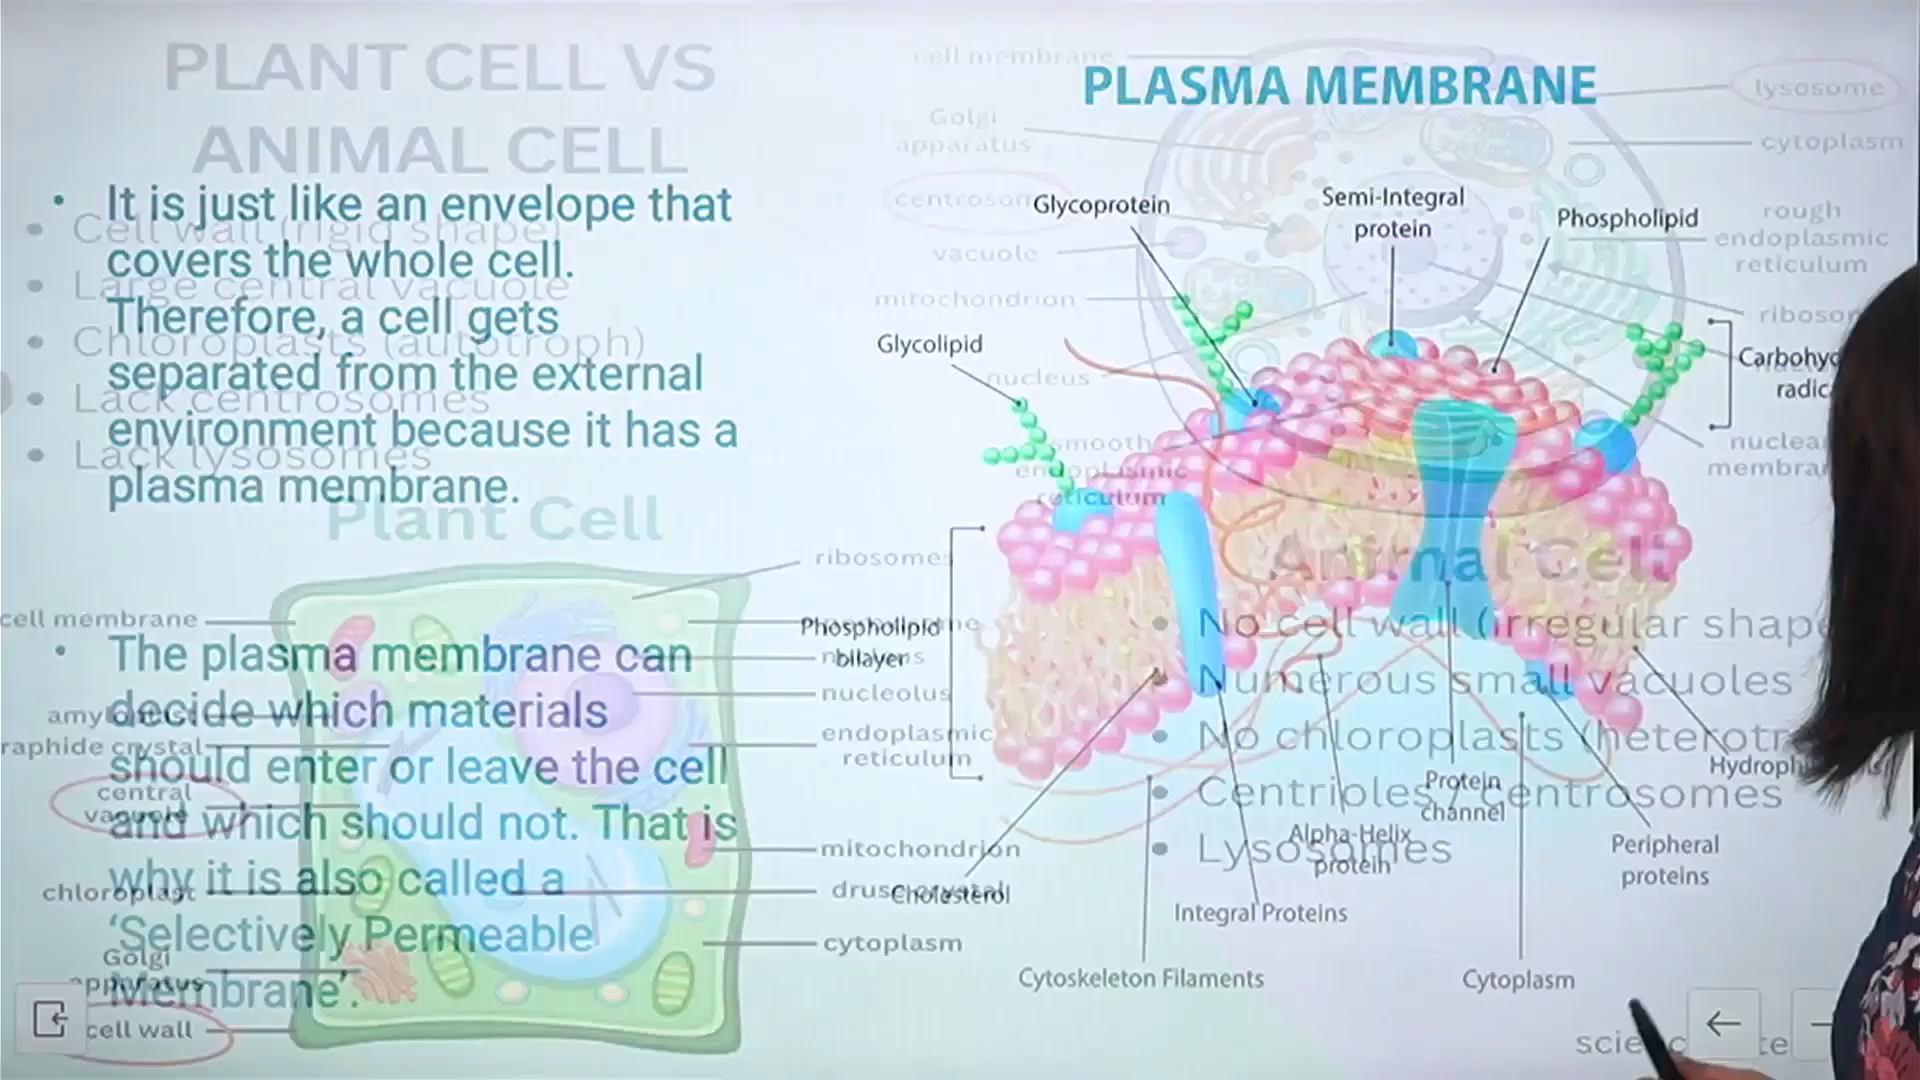 PLANT CELL VS
ANIMAL CELL
Cell wall (rigid shape)
Large central vacuole
Chloroplasts (autotroph)
Lack centrosomes
Lack lysosomes
It is just like an envelope that
covers the whole cell.
Therefore, a cell gets
separated from the external
environment because it has a
plasma membrane.
Plant Cell
The plasma membrane can
decide which materials
should enter or leave the cell
and which should not. That is
why it is also called a
‘Selectively Permeable
Membrane’.
cell membrane
raphide crystal
central
vacuole
chloroplast
Golgi
apparatus
cell wall
ribosomes
nucleolus
endoplasmic
reticulum
mitochondrion
cytoplasm
PLASMA MEMBRANE
Glycoprotein
Semi-Integral
protein
Phospholipid
Glycolipid
Phospholipid
bilayer
Cholesterol
Cytoskeleton Filaments
Integral Proteins
Alpha-Helix
protein
Protein
channel
Cytoplasm
Peripheral
proteins
cell membrane
Golgi
apparatus
vacuole
mitochondrion
nucleus
smooth
endoplasmic
reticulum
lysosome
cytoplasm
rough
endoplasmic
reticulum
Animal Cell
No cell wall (irregular
Numerous small vacuoles
No chloroplasts
Centrioles/centrosomes
Lysosomes